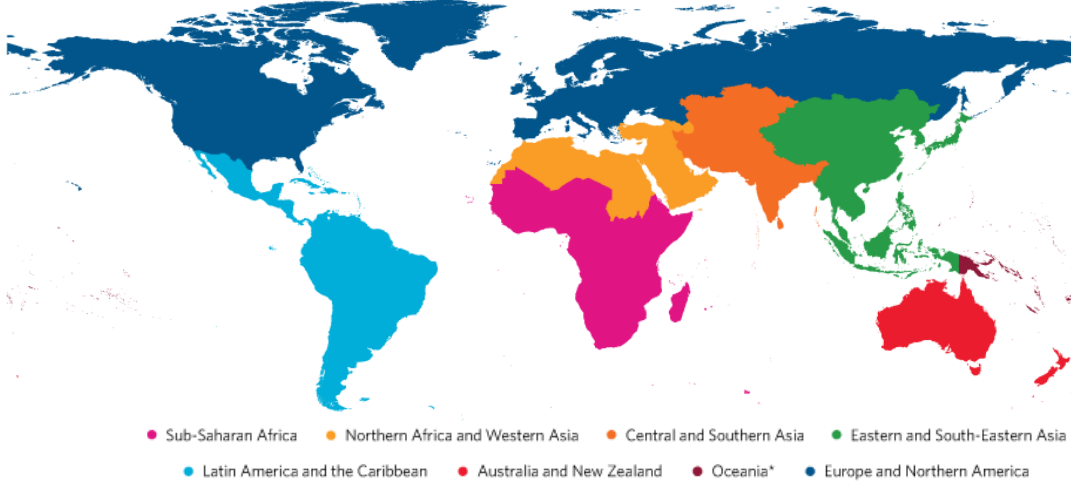 Sub-Saharan Africa Northern Africa and Western Asia Central and Southern Asia Eastern and South-Eastern Asia
Latin America and the Caribbean Australia and New Zealand Oceania* Europe and Northern America